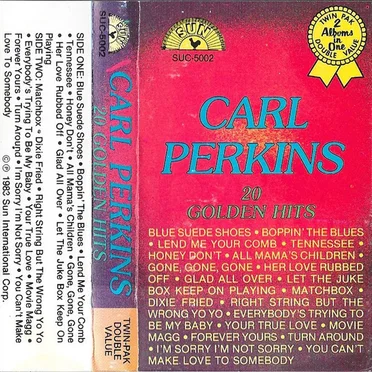 SIDE ONE: Blue Suede Shoes • Boppin' The Blues • Lend Me Your Comb
• Tennessee • Honey Don't • All Mama's Children • Gone, Gone, Gone
• Her Love Rubbed Off • Glad All Over • Let The Juke Box Keep On
Playing
SIDE TWO: Matchbox • Dixie Fried • Right String But The Wrong Yo Yo
• Everybody's Trying To Be My Baby • Your True Love • Movie Magg
Forever Yours • Turn Around • I'm Sorry I'm Not Sorry • You Can't Make
Love To Somebody
© ℗ 1983 Sun International Corp.
SUN
SUC-5002
CARL PERKINS
20 GOLDEN HITS
TWIN-PAK
DOUBLE
VALUE
SUN
SUC-5002
TWIN PAK
2
Albums
in One
DOUBLE VALUE
CARL
PERKINS
20
GOLDEN HITS
BLUE SUEDE SHOES • BOPPIN' THE BLUES
• LEND ME YOUR COMB • TENNESSEE •
HONEY DON'T • ALL MAMA'S CHILDREN •
GONE, GONE, GONE • HER LOVE RUBBED
OFF • GLAD ALL OVER • LET THE JUKE
BOX KEEP ON PLAYING • MATCHBOX •
DIXIE FRIED • RIGHT STRING BUT THE
WRONG YO YO • EVERYBODY'S TRYING TO
BE MY BABY • YOUR TRUE LOVE • MOVIE
MAGG • FOREVER YOURS • TURN AROUND
• I'M SORRY I'M NOT SORRY • YOU CAN'T
MAKE LOVE TO SOMEBODY